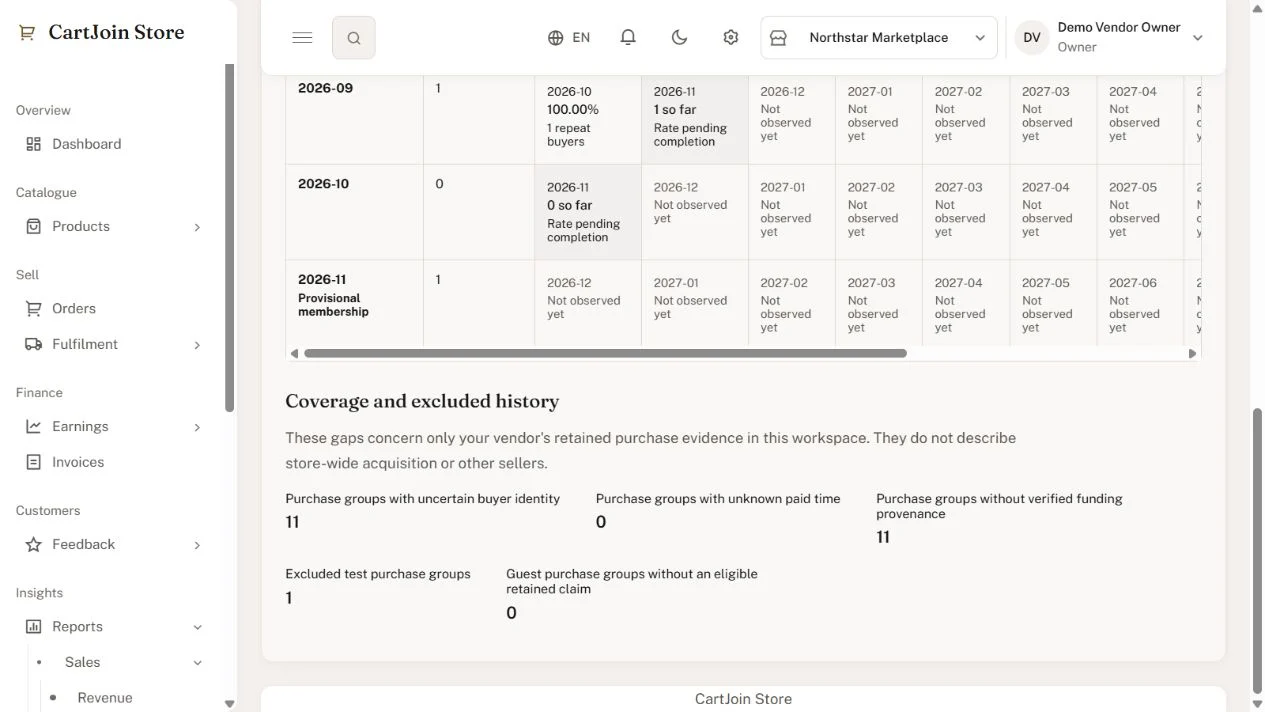 CartJoin Store
EN
Northstar Marketplace
DV
Demo Vendor Owner
Owner
Overview
Dashboard
Catalogue
Products
Sell
Orders
Fulfilment
Finance
Earnings
Invoices
Customers
Feedback
Insights
Reports
Sales
Revenue
2026-09
1
2026-10
100.00%
1 repeat
buyers
2026-11
1 so far
Rate pending
completion
2026-12
Not
observed
yet
2027-01
Not
observed
yet
2027-02
Not
observed
yet
2027-03
Not
observed
yet
2027-04
Not
observed
yet
2026-10
0
2026-11
0 so far
Rate pending
completion
2026-12
Not observed
yet
2027-01
Not
observed
yet
2027-02
Not
observed
yet
2027-03
Not
observed
yet
2027-04
Not
observed
yet
2027-05
Not
observed
yet
2026-11
Provisional
membership
1
2026-12
Not observed
yet
2027-01
Not observed
yet
2027-02
Not
observed
yet
2027-03
Not
observed
yet
2027-04
Not
observed
yet
2027-05
Not
observed
yet
2027-06
Not
observed
yet
Coverage and excluded history
These gaps concern only your vendor's retained purchase evidence in this workspace. They do not describe
store-wide acquisition or other sellers.
Purchase groups with uncertain buyer identity
11
Purchase groups with unknown paid time
0
Purchase groups without verified funding
provenance
11
Excluded test purchase groups
1
Guest purchase groups without an eligible
retained claim
0
CartJoin Store